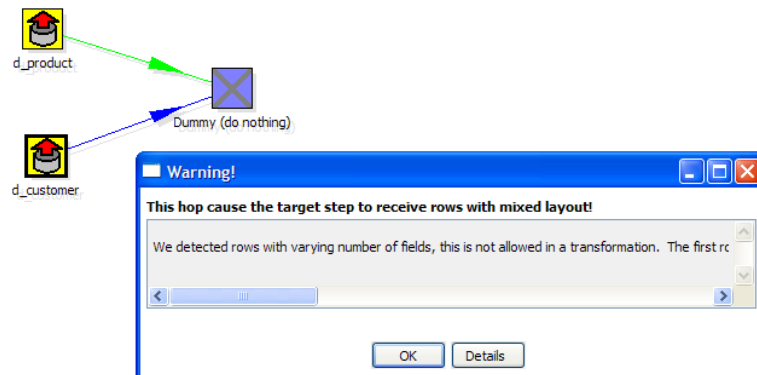 d_product
Dummy (do nothing)
d_customer
Warning!
This hop cause the target step to receive rows with mixed layout!
We detected rows with varying number of fields, this is not allowed in a transformation. The first
OK
Details